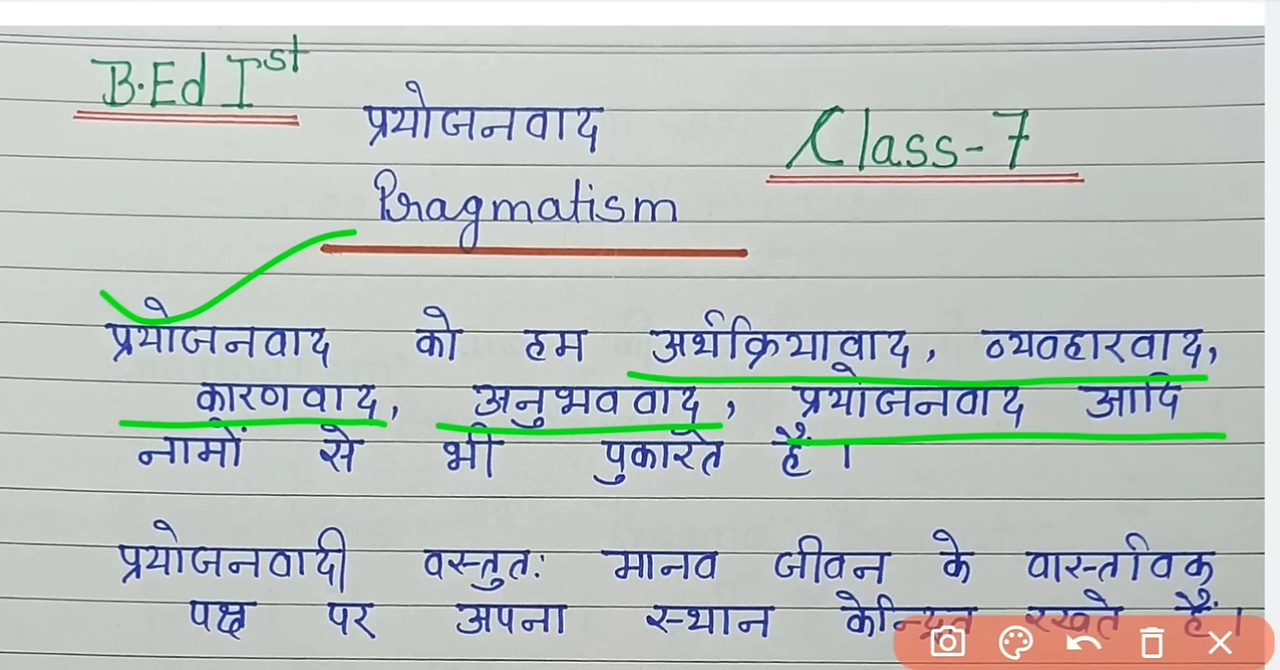 B.Ed Ist
प्रयोजनवाद
Class-7
Pragmatism
प्रयोजनवाद को हम अर्थक्रियावाद, व्यवहारवाद,
कारणवाद, अनुभववाद, प्रयोजनवाद आदि
नामों से भी पुकारते हैं ।
प्रयोजनवादी वस्तुतः मानव जीवन के वास्तविक
पक्ष पर अपना स्थान केन्द्रित रखते हैं ।